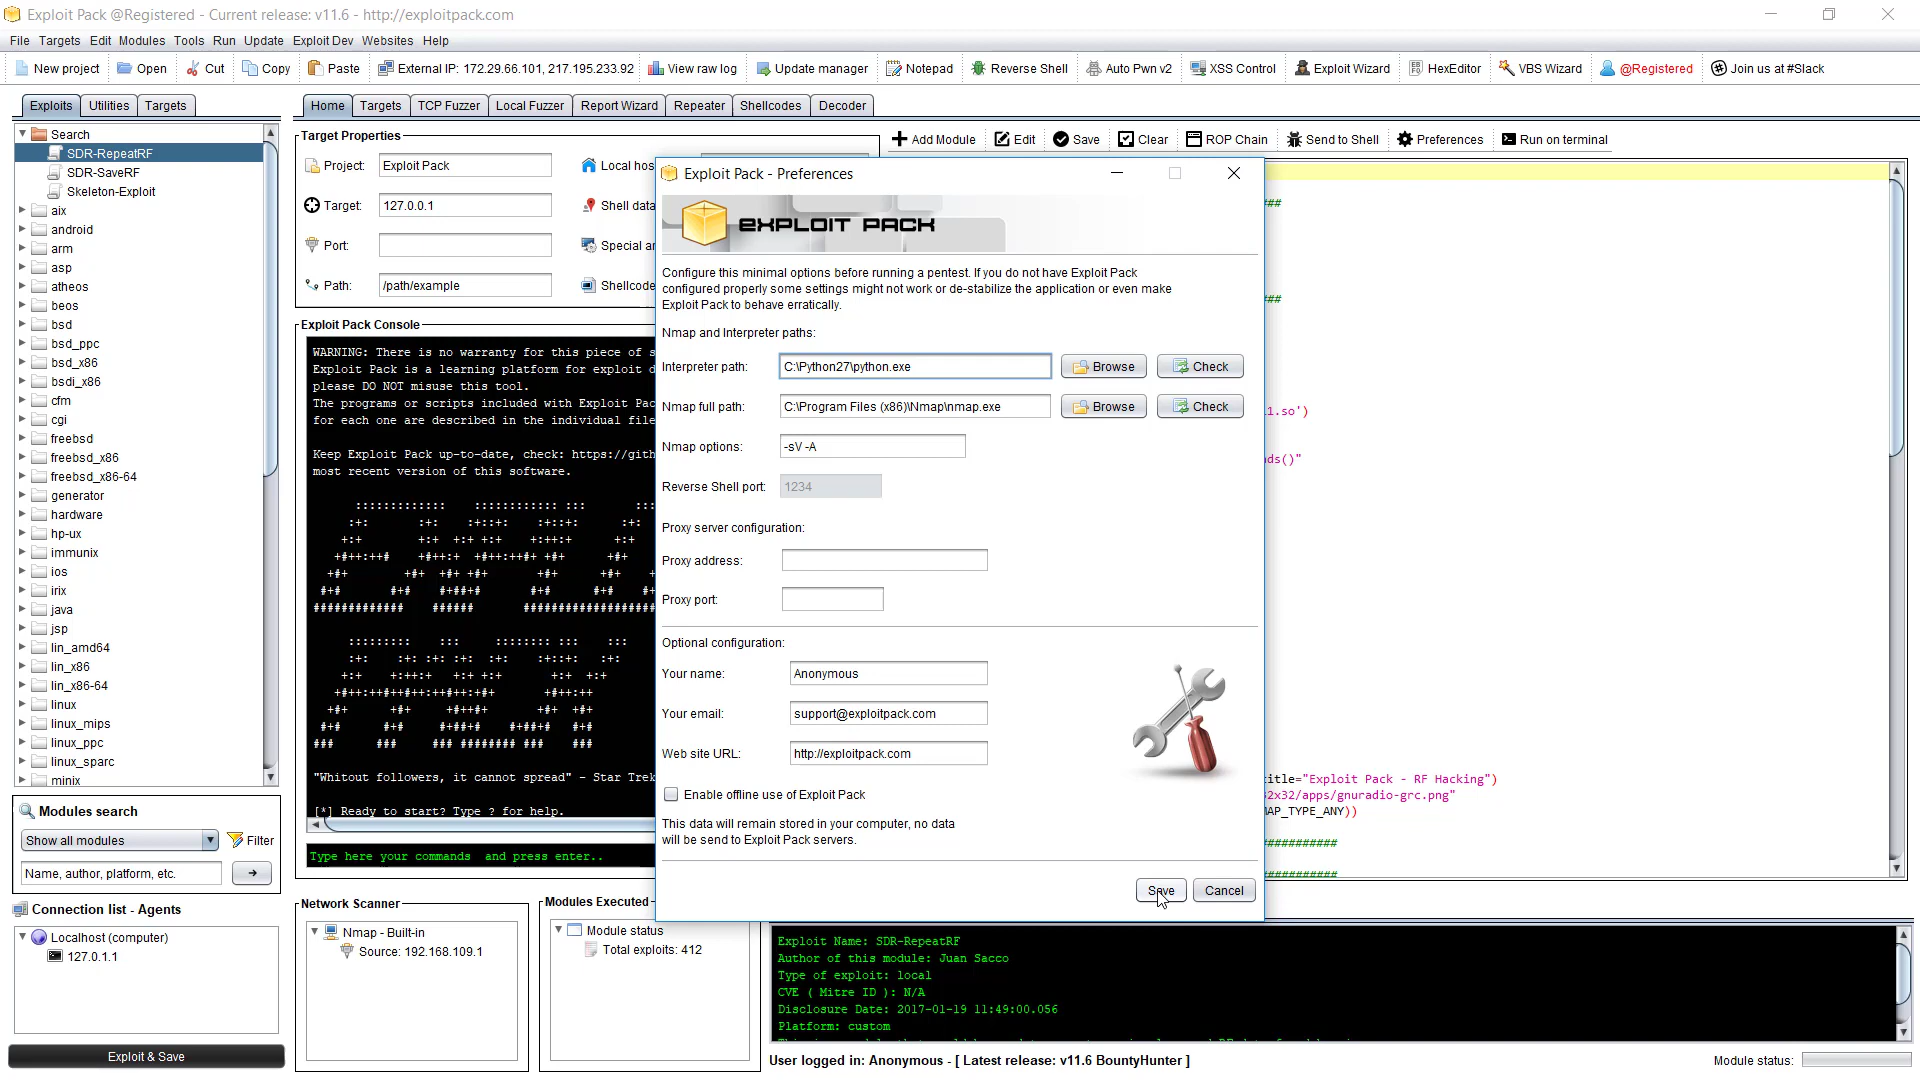 Exploit Pack @Registered - Current release: v11.6 - http://exploitpack.com
File Targets Edit Modules Tools Run Update Exploit Dev Websites Help
New project Open Cut Copy Paste External IP: 172.29.66.101, 217.195.233.92 View raw log Update manager Notepad Reverse Shell Auto Pwn v2 XSS Control Exploit Wizard HexEditor VBS Wizard @Registered Join us at #Slack
Exploits Utilities Targets
Search
SDR-RepeatRF
SDR-SaveRF
Skeleton-Exploit
aix
android
arm
asp
atheos
beos
bsd
bsd_ppc
bsd_x86
bsdi_x86
cfm
cgi
freebsd
freebsd_x86
freebsd_x86-64
generator
hardware
hp-ux
immunix
ios
irix
java
jsp
lin_amd64
lin_x86
lin_x86-64
linux
linux_mips
linux_ppc
linux_sparc
minix
Modules search
Show all modules Filter
Name, author, platform, etc.
Connection list - Agents
Localhost (computer)
127.0.1.1
Exploit & Save
Home Targets TCP Fuzzer Local Fuzzer Report Wizard Repeater Shellcodes Decoder
Target Properties
Project: Exploit Pack Local hos
Target: 127.0.0.1 Shell data
Port: Special ar
Path: /path/example Shellcode
Exploit Pack Console
WARNING: There is no warranty for this piece of s
Exploit Pack is a learning platform for exploit d
please DO NOT misuse this tool.
The programs or scripts included with Exploit Pac
for each one are described in the individual file
Keep Exploit Pack up-to-date, check: https://gith
most recent version of this software.
"Whitout followers, it cannot spread" - Star Trek
[*] Ready to start? Type ? for help.
Type here your commands and press enter..
Network Scanner
Nmap - Built-in
Source: 192.168.109.1
Modules Executed
Module status
Total exploits: 412
Add Module Edit Save Clear ROP Chain Send to Shell Preferences Run on terminal
Exploit Pack - Preferences
EXPLOIT PACK
Configure this minimal options before running a pentest. If you do not have Exploit Pack
configured properly some settings might not work or de-stabilize the application or even make
Exploit Pack to behave erratically.
Nmap and Interpreter paths:
Interpreter path: C:\Python27\python.exe Browse Check
Nmap full path: C:\Program Files (x86)\Nmap\nmap.exe Browse Check
Nmap options: -sV -A
Reverse Shell port: 1234
Proxy server configuration:
Proxy address:
Proxy port:
Optional configuration:
Your name: Anonymous
Your email: support@exploitpack.com
Web site URL: http://exploitpack.com
Enable offline use of Exploit Pack
This data will remain stored in your computer, no data
will be send to Exploit Pack servers.
Save Cancel
##
##
1.so')
nds()"
itle="Exploit Pack - RF Hacking")
2x32/apps/gnuradio-grc.png"
MAP_TYPE_ANY))
###########
###########
Exploit Name: SDR-RepeatRF
Author of this module: Juan Sacco
Type of exploit: local
CVE ( Mitre ID ): N/A
Disclosure Date: 2017-01-19 11:49:00.056
Platform: custom
User logged in: Anonymous - [ Latest release: v11.6 BountyHunter ]
Module status: